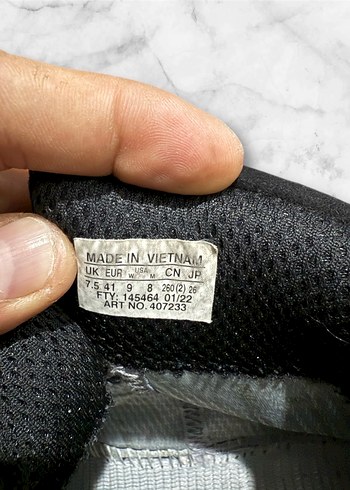 MADE IN VIETNAM
UK EUR USA W M CN JP
7.5 41 9 8 260(2) 26
FTY: 145464 01/22
ART NO. 407233